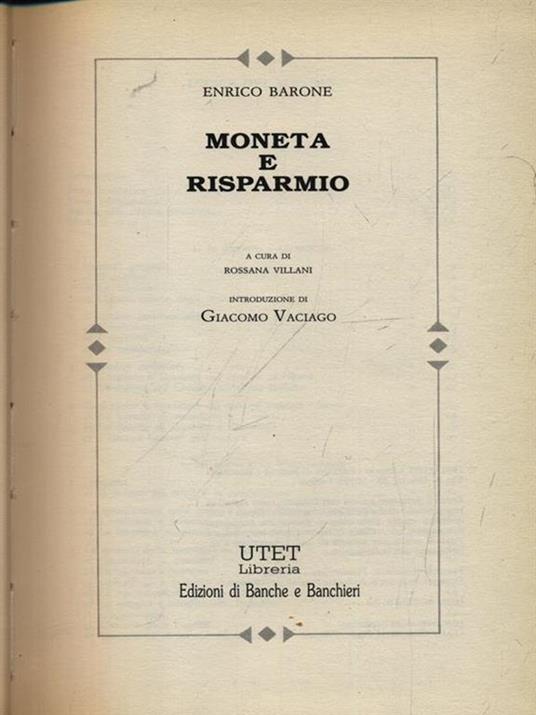 ENRICO BARONE
MONETA
E
RISPARMIO
A CURA DI
ROSSANA VILLANI
INTRODUZIONE DI
GIACOMO VACIAGO
UTET
Libreria
Edizioni di Banche e Banchieri